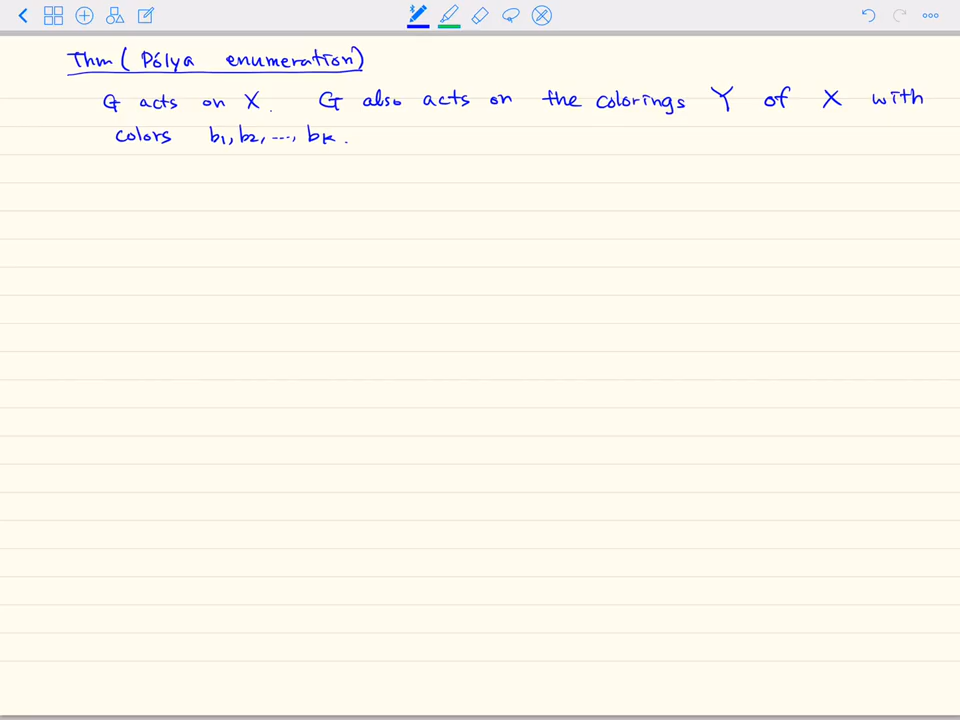 Thm (Pólya enumeration)
G acts on X. G also acts on the colorings Y of X with
colors b₁, b₂, ..., bₖ.